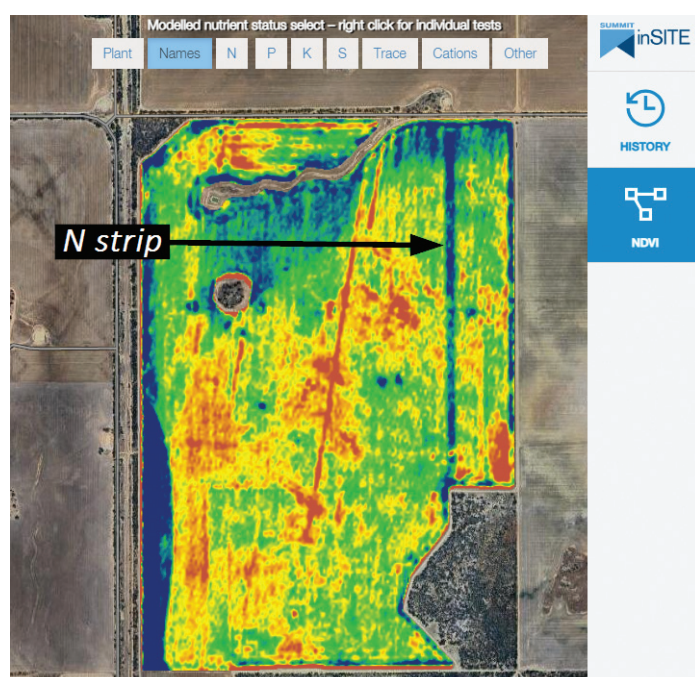 Modelled nutrient status select – right click for individual tests
Plant Names N P K S Trace Cations Other
SUMMIT
inSITE
HISTORY
N strip
NDVI